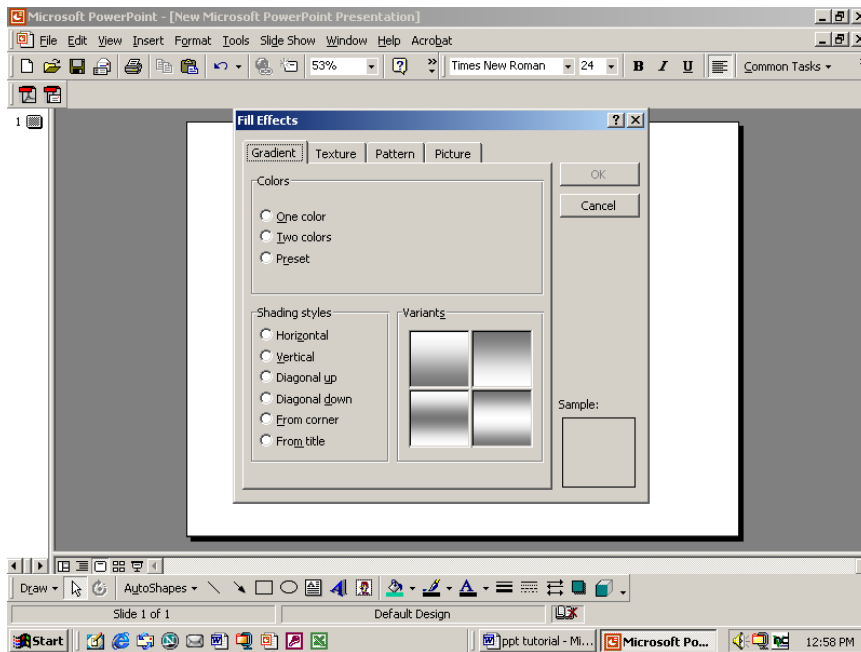 Microsoft PowerPoint - [New Microsoft PowerPoint Presentation]
File Edit View Insert Format Tools Slide Show Window Help Acrobat
53% Times New Roman 24 B I U Common Tasks
1
Fill Effects
Gradient Texture Pattern Picture
Colors
One color
Two colors
Preset
OK
Cancel
Shading styles
Horizontal
Vertical
Diagonal up
Diagonal down
From corner
From title
Variants
Sample:
Draw AutoShapes
Slide 1 of 1 Default Design
Start ppt tutorial - Mi... Microsoft Po... 12:58 PM